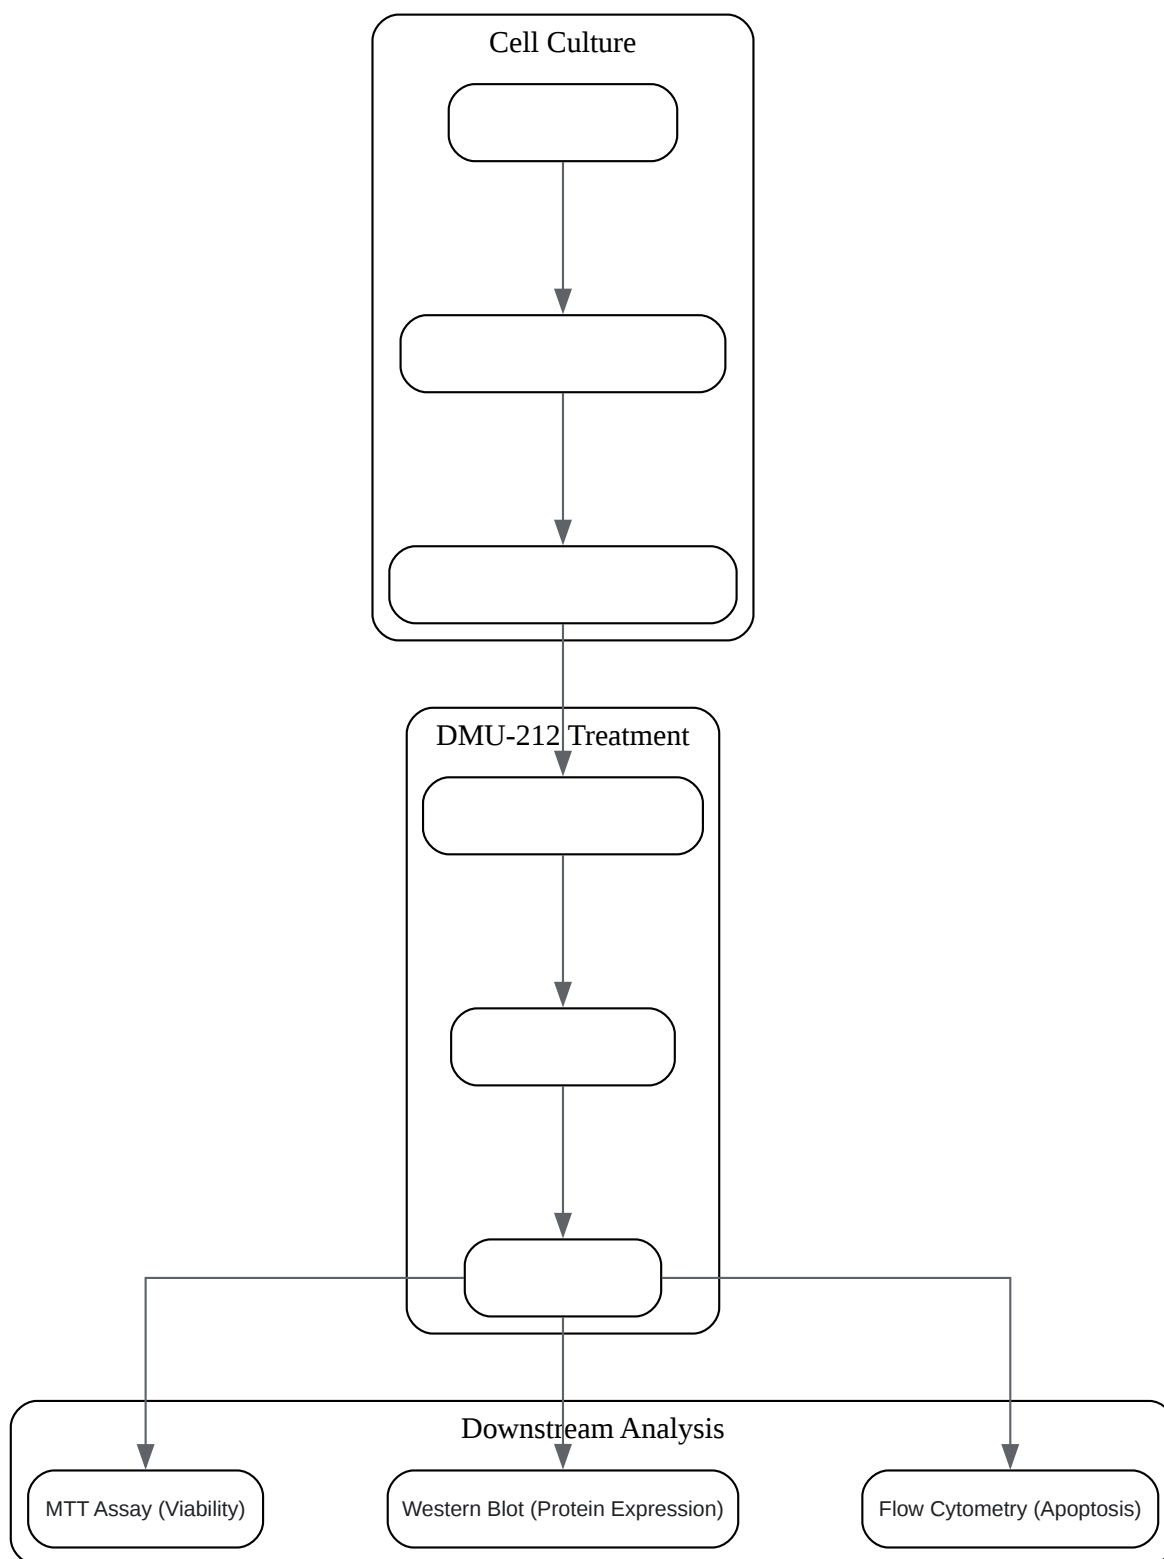 Cell Culture
DMU-212 Treatment
Downstream Analysis
MTT Assay (Viability)
Western Blot (Protein Expression)
Flow Cytometry (Apoptosis)